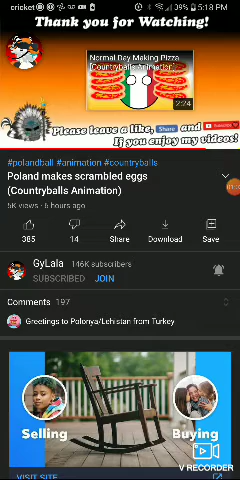 cricket
39% 5:18 PM
Thank you for Watching!
Normal Day Making Pizza
(Countryballs Animation)
2:24
Please leave a like, Share and
If you enjoy my videos!
#polandball #animation #countryballs
Poland makes scrambled eggs
(Countryballs Animation)
5K views · 6 hours ago
385
14
Share
Download
Save
GyLala 146K subscribers
SUBSCRIBED JOIN
Comments 197
Greetings to Polonya/Lehistan from Turkey
Selling
Buying
V RECORDER
VISIT SITE